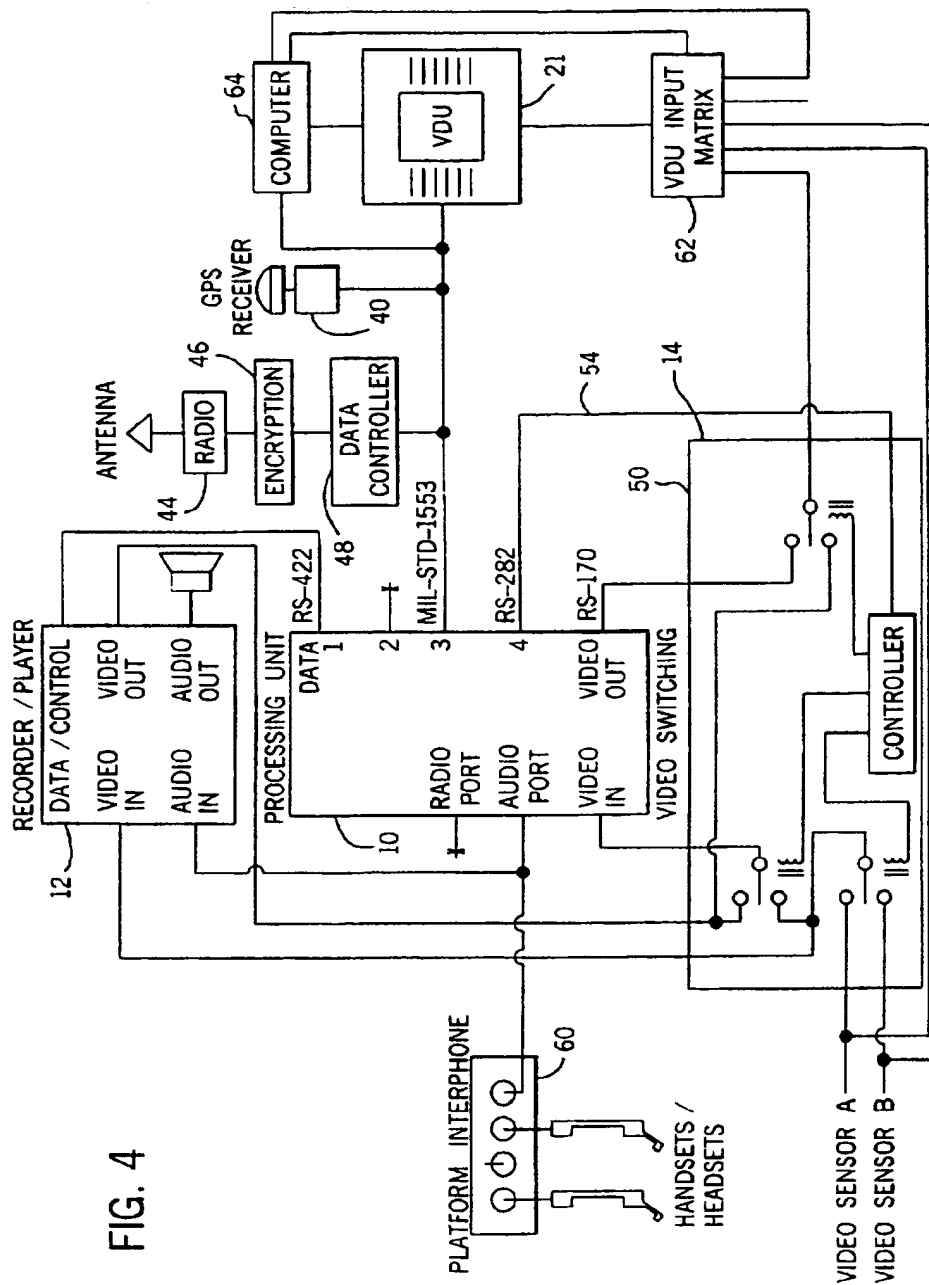 FIG. 4
RECORDER / PLAYER
DATA / CONTROL
VIDEO IN
VIDEO OUT
AUDIO IN
AUDIO OUT
12
ANTENNA
RADIO
44
ENCRYPTION
46
DATA CONTROLLER
48
GPS RECEIVER
40
COMPUTER
64
VDU
21
PROCESSING UNIT
DATA
1
RS-422
2
RADIO PORT
3
MIL-STD-1553
AUDIO PORT
4
RS-282
VIDEO IN
VIDEO OUT
RS-170
10
PLATFORM INTERPHONE
60
HANDSETS /
HEADSETS
VIDEO SWITCHING
50
14
54
CONTROLLER
VDU INPUT MATRIX
62
VIDEO SENSOR A
VIDEO SENSOR B